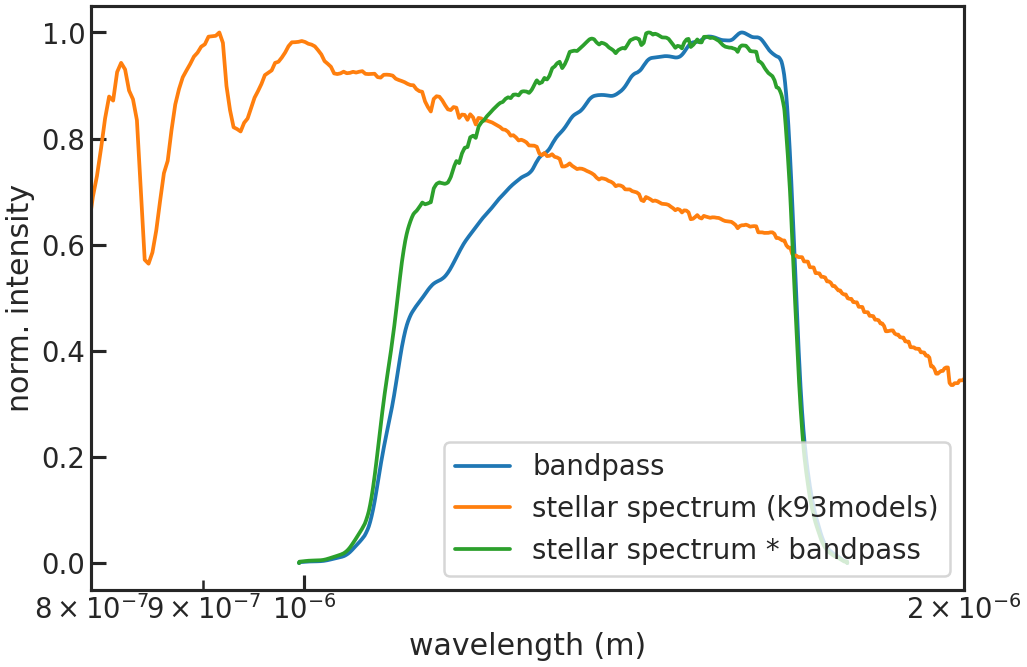 norm. intensity
1.0
0.8
0.6
0.4
0.2
0.0
bandpass
stellar spectrum (k93models)
stellar spectrum * bandpass
8 × 10⁻⁷ 9 × 10⁻⁷ 10⁻⁶ 2 × 10⁻⁶
wavelength (m)